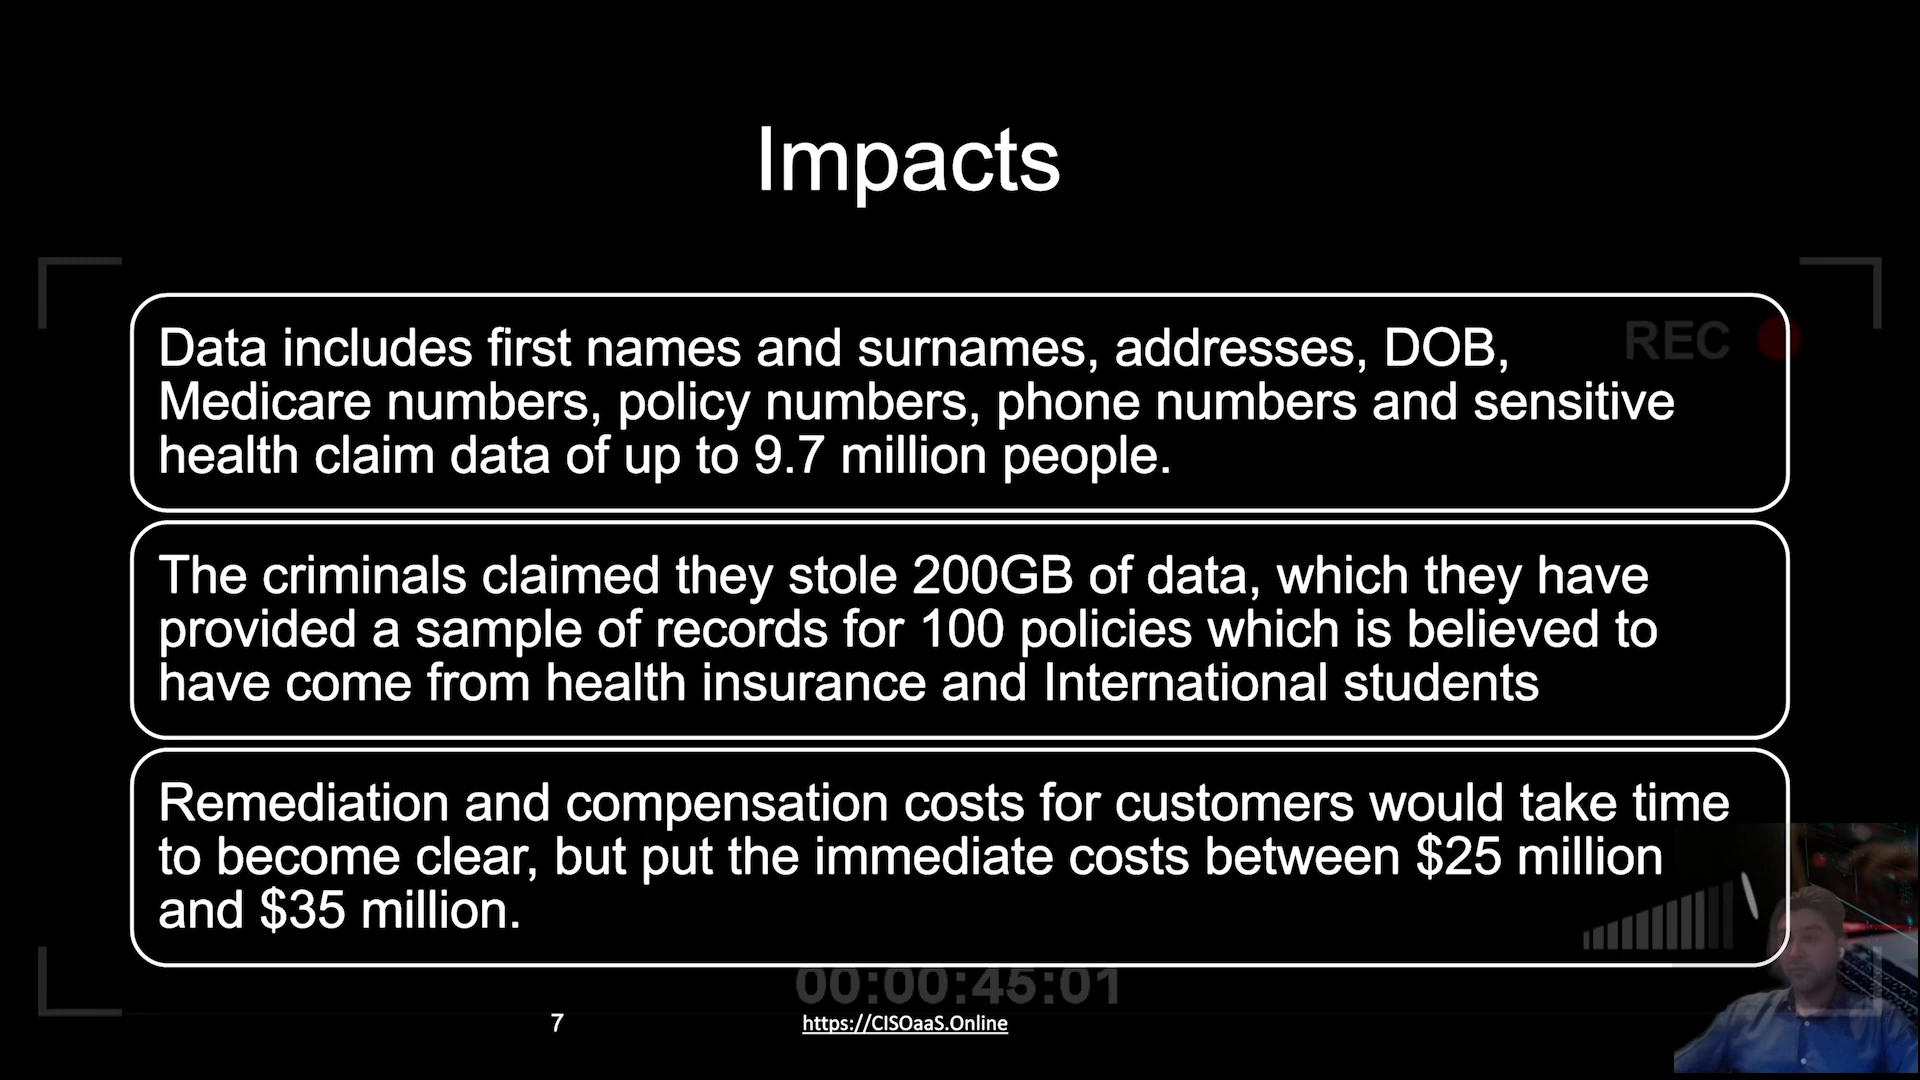 Impacts
REC
Data includes first names and surnames, addresses, DOB,
Medicare numbers, policy numbers, phone numbers and sensitive
health claim data of up to 9.7 million people.
The criminals claimed they stole 200GB of data, which they have
provided a sample of records for 100 policies which is believed to
have come from health insurance and International students
Remediation and compensation costs for customers would take time
to become clear, but put the immediate costs between $25 million
and $35 million.
00:00:45:01
7
https://CISOaaS.Online